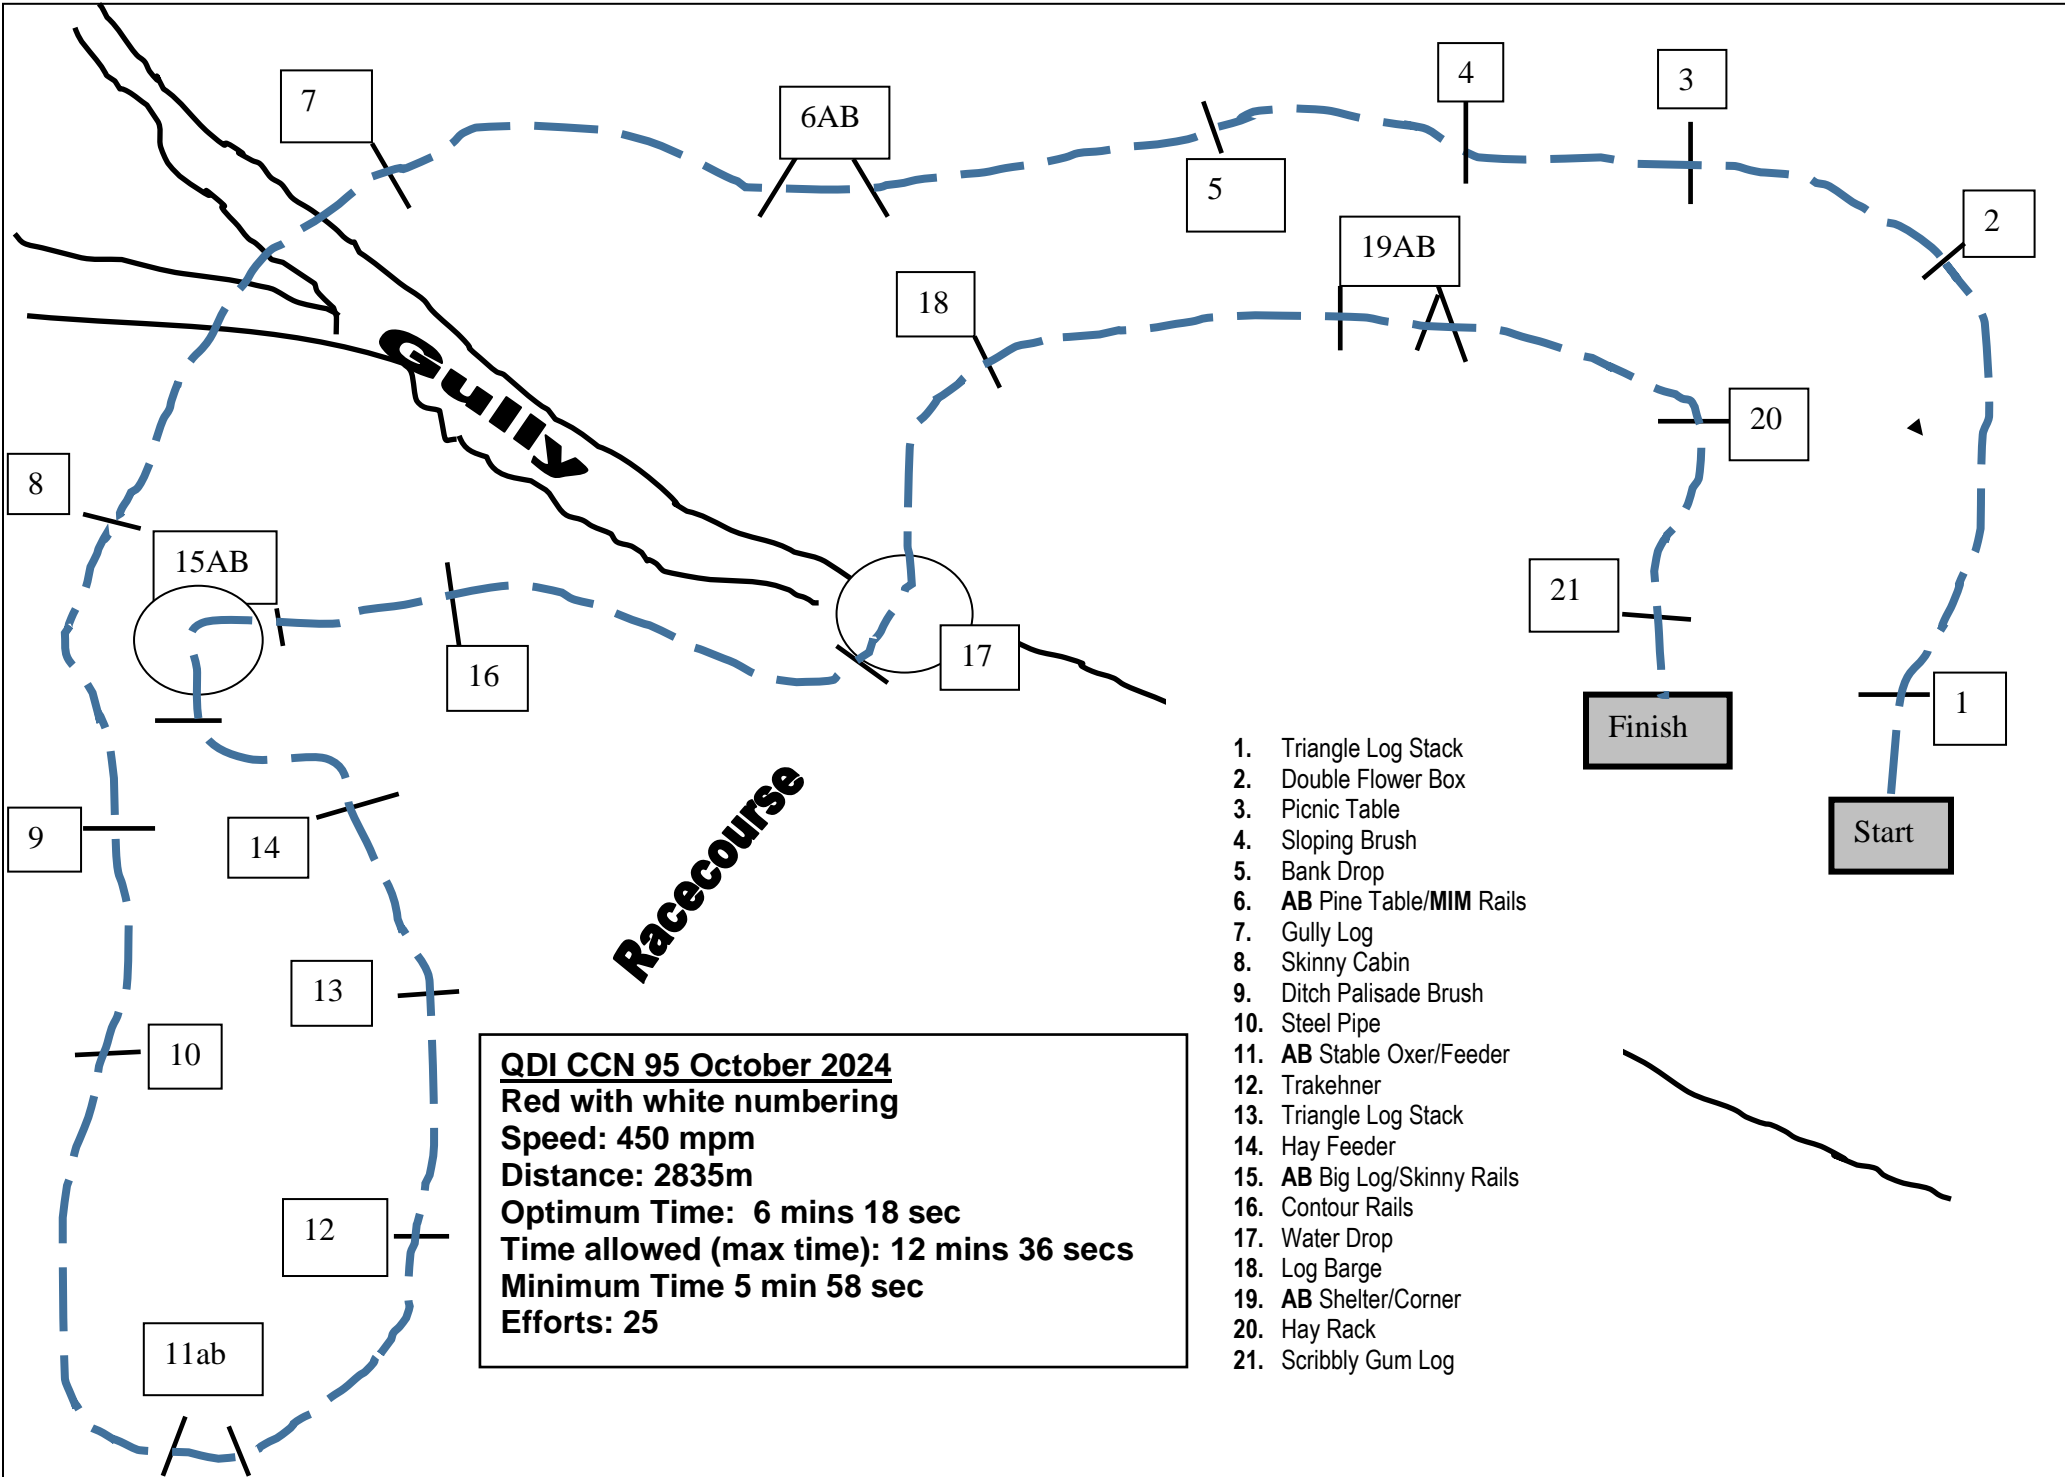 7
6AB
4
3
5
2
19AB
18
20
8
15AB
21
16
17
1
Gully
Finish
Start
9
14
13
10
12
11ab
Racecourse
QDI CCN 95 October 2024
Red with white numbering
Speed: 450 mpm
Distance: 2835m
Optimum Time: 6 mins 18 sec
Time allowed (max time): 12 mins 36 secs
Minimum Time 5 min 58 sec
Efforts: 25
1. Triangle Log Stack
2. Double Flower Box
3. Picnic Table
4. Sloping Brush
5. Bank Drop
6. AB Pine Table/MIM Rails
7. Gully Log
8. Skinny Cabin
9. Ditch Palisade Brush
10. Steel Pipe
11. AB Stable Oxer/Feeder
12. Trakehner
13. Triangle Log Stack
14. Hay Feeder
15. AB Big Log/Skinny Rails
16. Contour Rails
17. Water Drop
18. Log Barge
19. AB Shelter/Corner
20. Hay Rack
21. Scribbly Gum Log